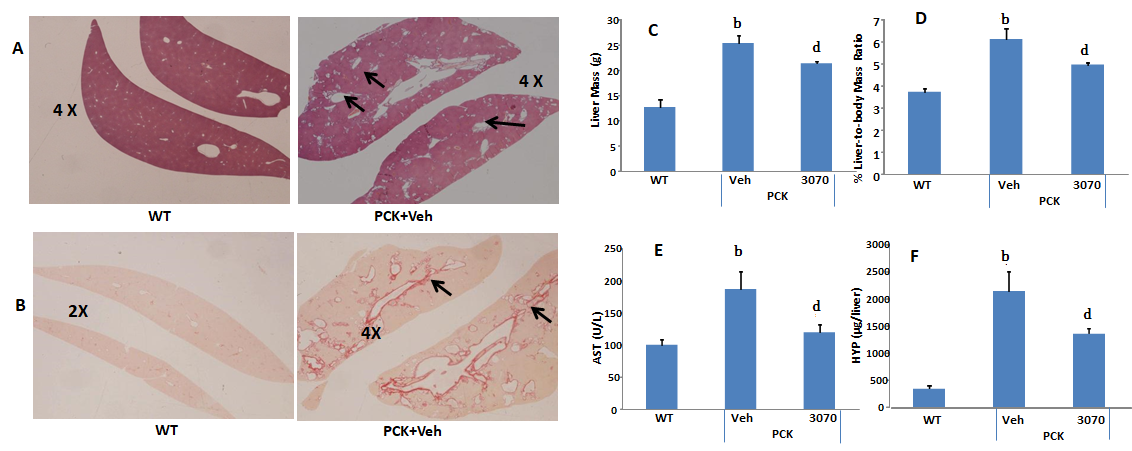 A
4 X
4 X
WT
PCK+Veh
B
2X
4X
WT
PCK+Veh
C
Liver Mass (g)
30
25
20
15
10
5
0
b
d
WT
Veh
3070
PCK
D
% Liver-to-body Mass Ratio
7
6
5
4
3
2
1
0
b
d
WT
Veh
3070
PCK
E
AST (U/L)
250
200
150
100
50
0
b
d
WT
Veh
3070
PCK
F
HYP (µg/liver)
3000
2500
2000
1500
1000
500
0
b
d
WT
Veh
3070
PCK